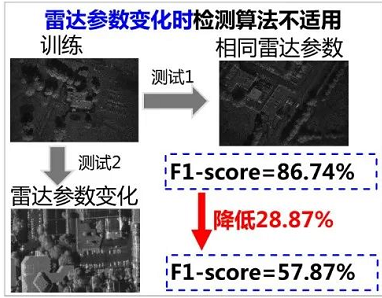 雷达参数变化时检测算法不适用
训练
测试1
相同雷达参数
测试2
雷达参数变化
F1-score=86.74%
降低28.87%
F1-score=57.87%